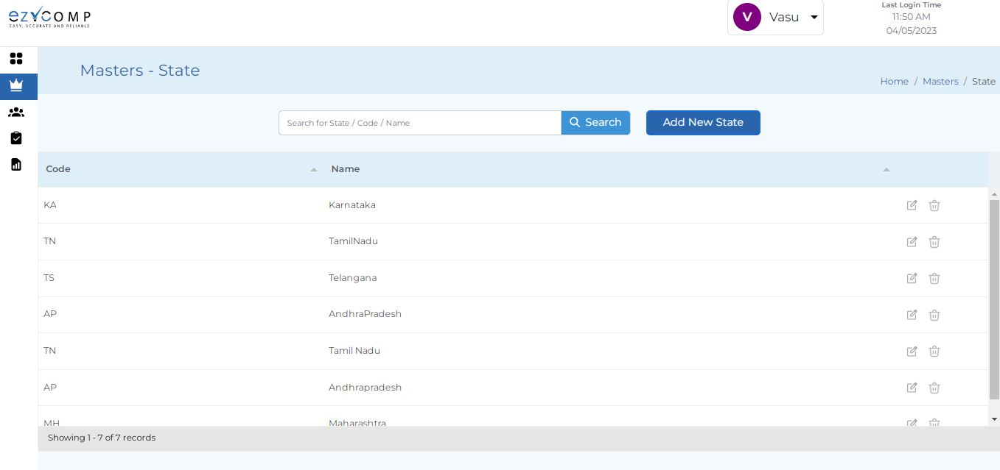 ezycomp
EASY, ACCURATE AND RELIABLE
V Vasu
Last Login Time
11:50 AM
04/05/2023
Masters - State
Home / Masters / State
Search for State / Code / Name Search Add New State
Code Name
KA Karnataka
TN TamilNadu
TS Telangana
AP AndhraPradesh
TN Tamil Nadu
AP Andhrapradesh
MH Maharashtra
Showing 1 - 7 of 7 records